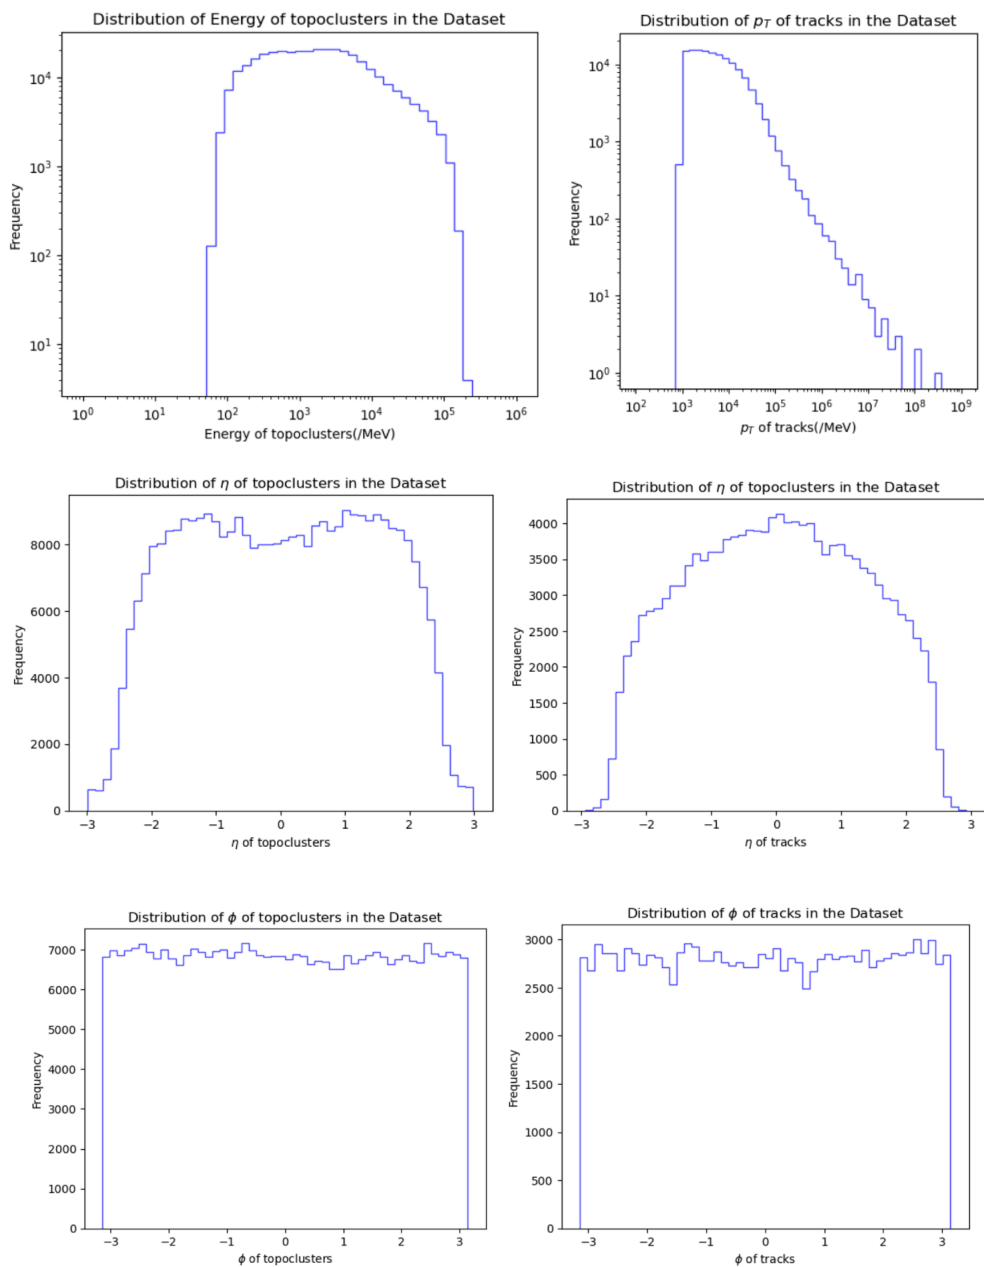 Distribution of Energy of topoclusters in the Dataset
Frequency
10^4
10^3
10^2
10^1
10^0 10^1 10^2 10^3 10^4 10^5 10^6
Energy of topoclusters(/MeV)
Distribution of p_T of tracks in the Dataset
Frequency
10^4
10^3
10^2
10^1
10^0
10^2 10^3 10^4 10^5 10^6 10^7 10^8 10^9
p_T of tracks(/MeV)
Distribution of η of topoclusters in the Dataset
Frequency
8000
6000
4000
2000
0
−3 −2 −1 0 1 2 3
η of topoclusters
Distribution of η of topoclusters in the Dataset
Frequency
4000
3500
3000
2500
2000
1500
1000
500
0
−3 −2 −1 0 1 2 3
η of tracks
Distribution of ϕ of topoclusters in the Dataset
Frequency
7000
6000
5000
4000
3000
2000
1000
0
−3 −2 −1 0 1 2 3
ϕ of topoclusters
Distribution of ϕ of tracks in the Dataset
Frequency
3000
2500
2000
1500
1000
500
0
−3 −2 −1 0 1 2 3
ϕ of tracks